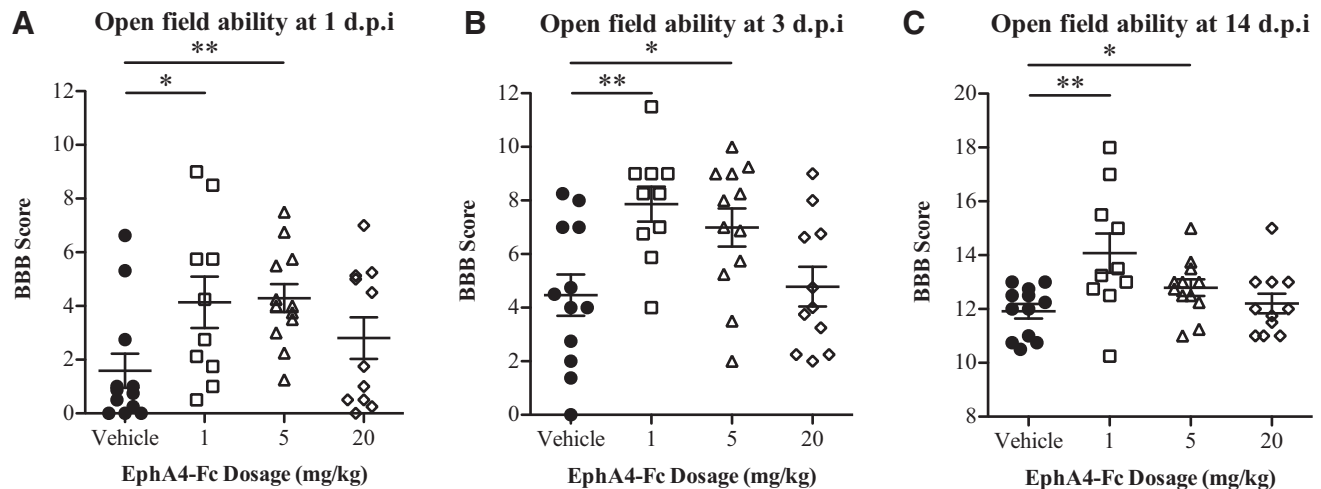 A
Open field ability at 1 d.p.i
**
*
12
10
8
6
4
2
0
BBB Score
Vehicle 1 5 20
EphA4-Fc Dosage (mg/kg)
B
Open field ability at 3 d.p.i
*
**
12
10
8
6
4
2
0
BBB Score
Vehicle 1 5 20
EphA4-Fc Dosage (mg/kg)
C
Open field ability at 14 d.p.i
*
**
20
18
16
14
12
10
8
BBB Score
Vehicle 1 5 20
EphA4-Fc Dosage (mg/kg)